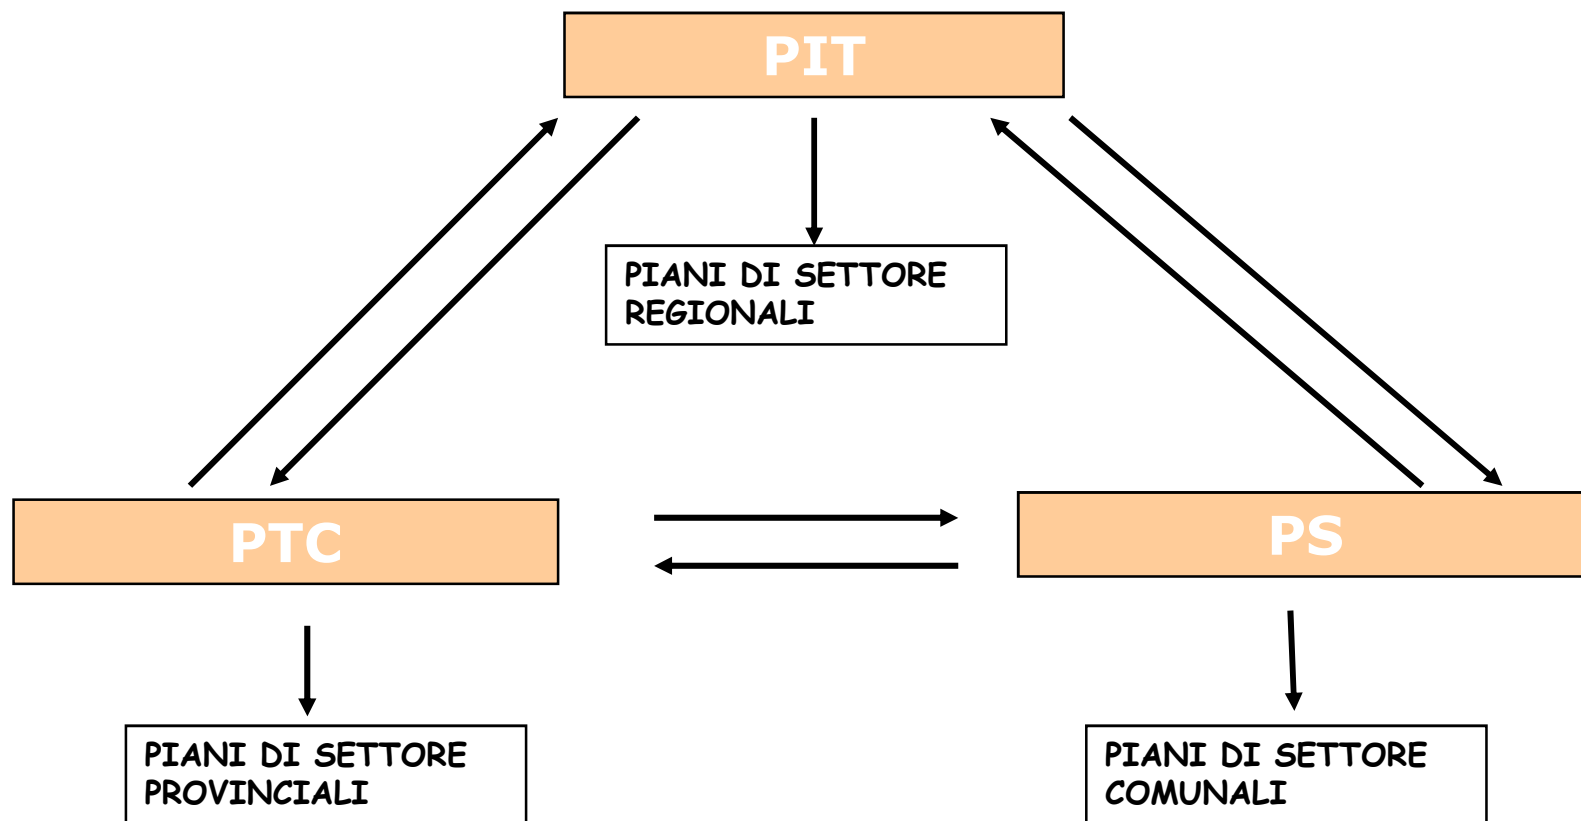 PIT
PIANI DI SETTORE
REGIONALI
PTC
PS
PIANI DI SETTORE
PROVINCIALI
PIANI DI SETTORE
COMUNALI